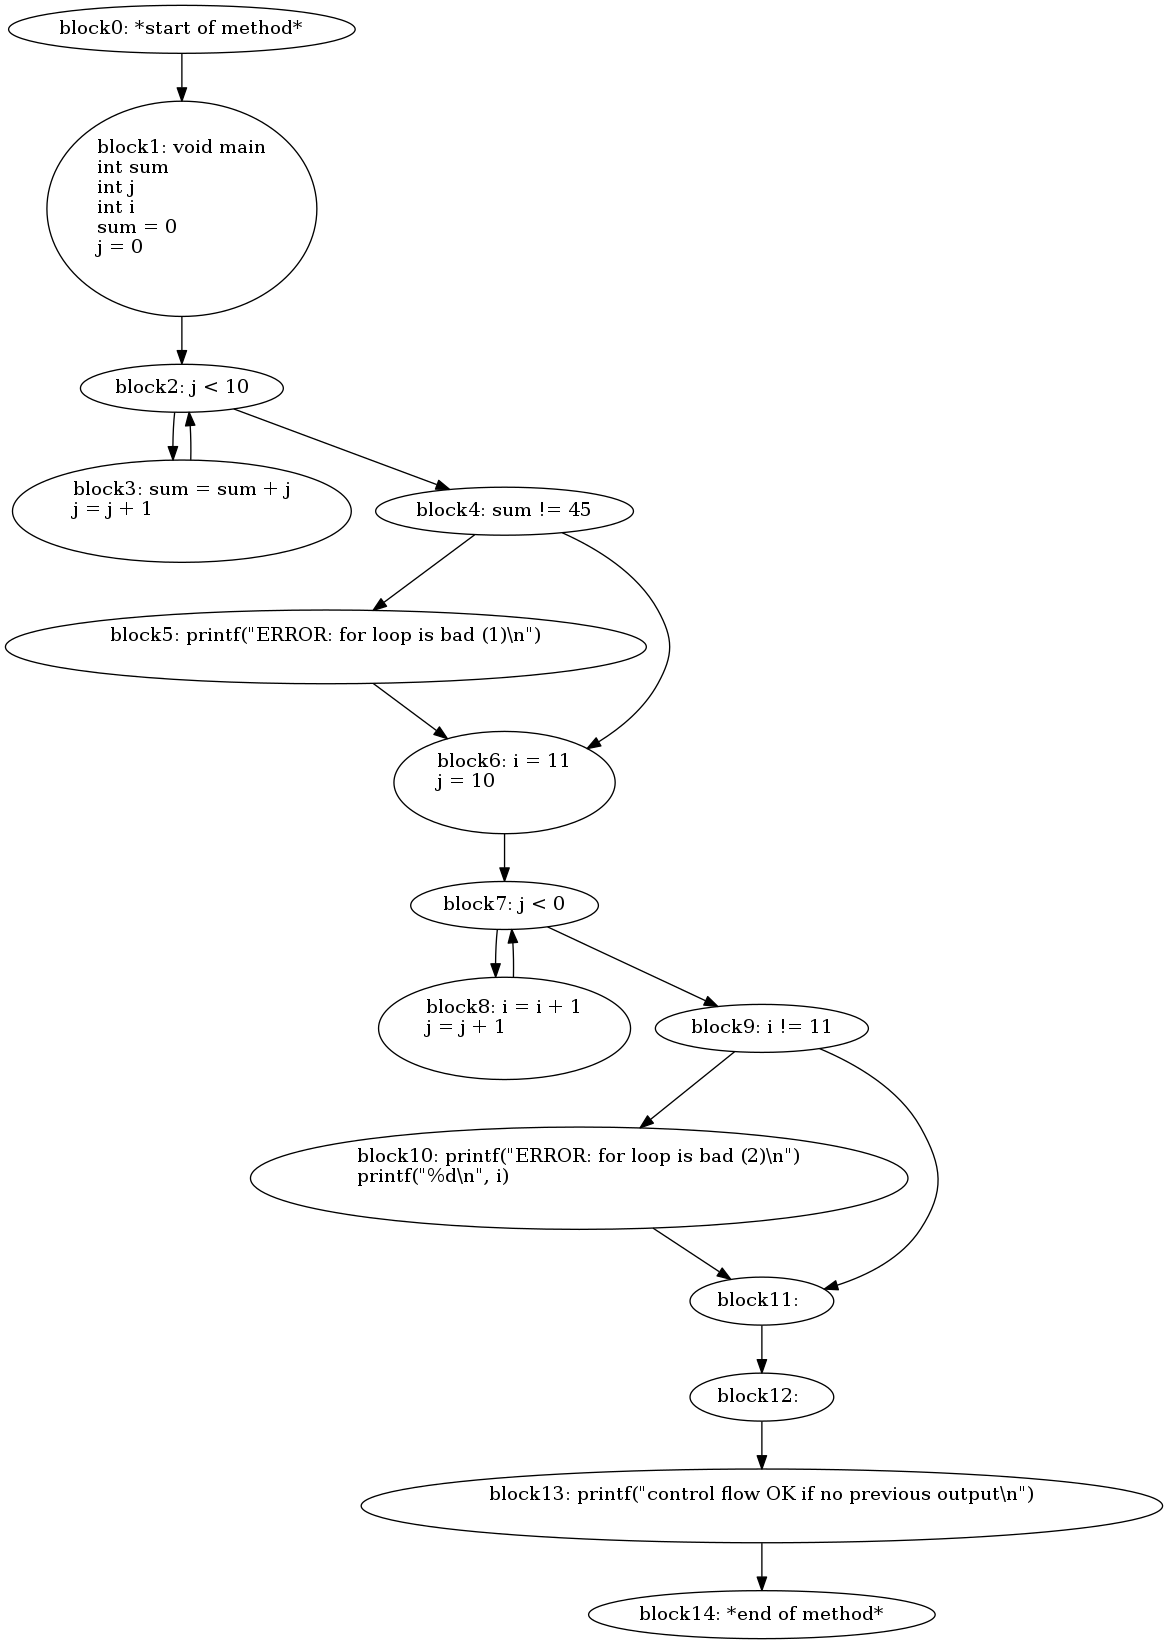 block0: *start of method*
block1: void main
int sum
int j
int i
sum = 0
j = 0
block2: j < 10
block3: sum = sum + j
j = j + 1
block4: sum != 45
block5: printf("ERROR: for loop is bad (1)\n")
block6: i = 11
j = 10
block7: j < 0
block8: i = i + 1
j = j + 1
block9: i != 11
block10: printf("ERROR: for loop is bad (2)\n")
printf("%d\n", i)
block11:
block12:
block13: printf("control flow OK if no previous output\n")
block14: *end of method*